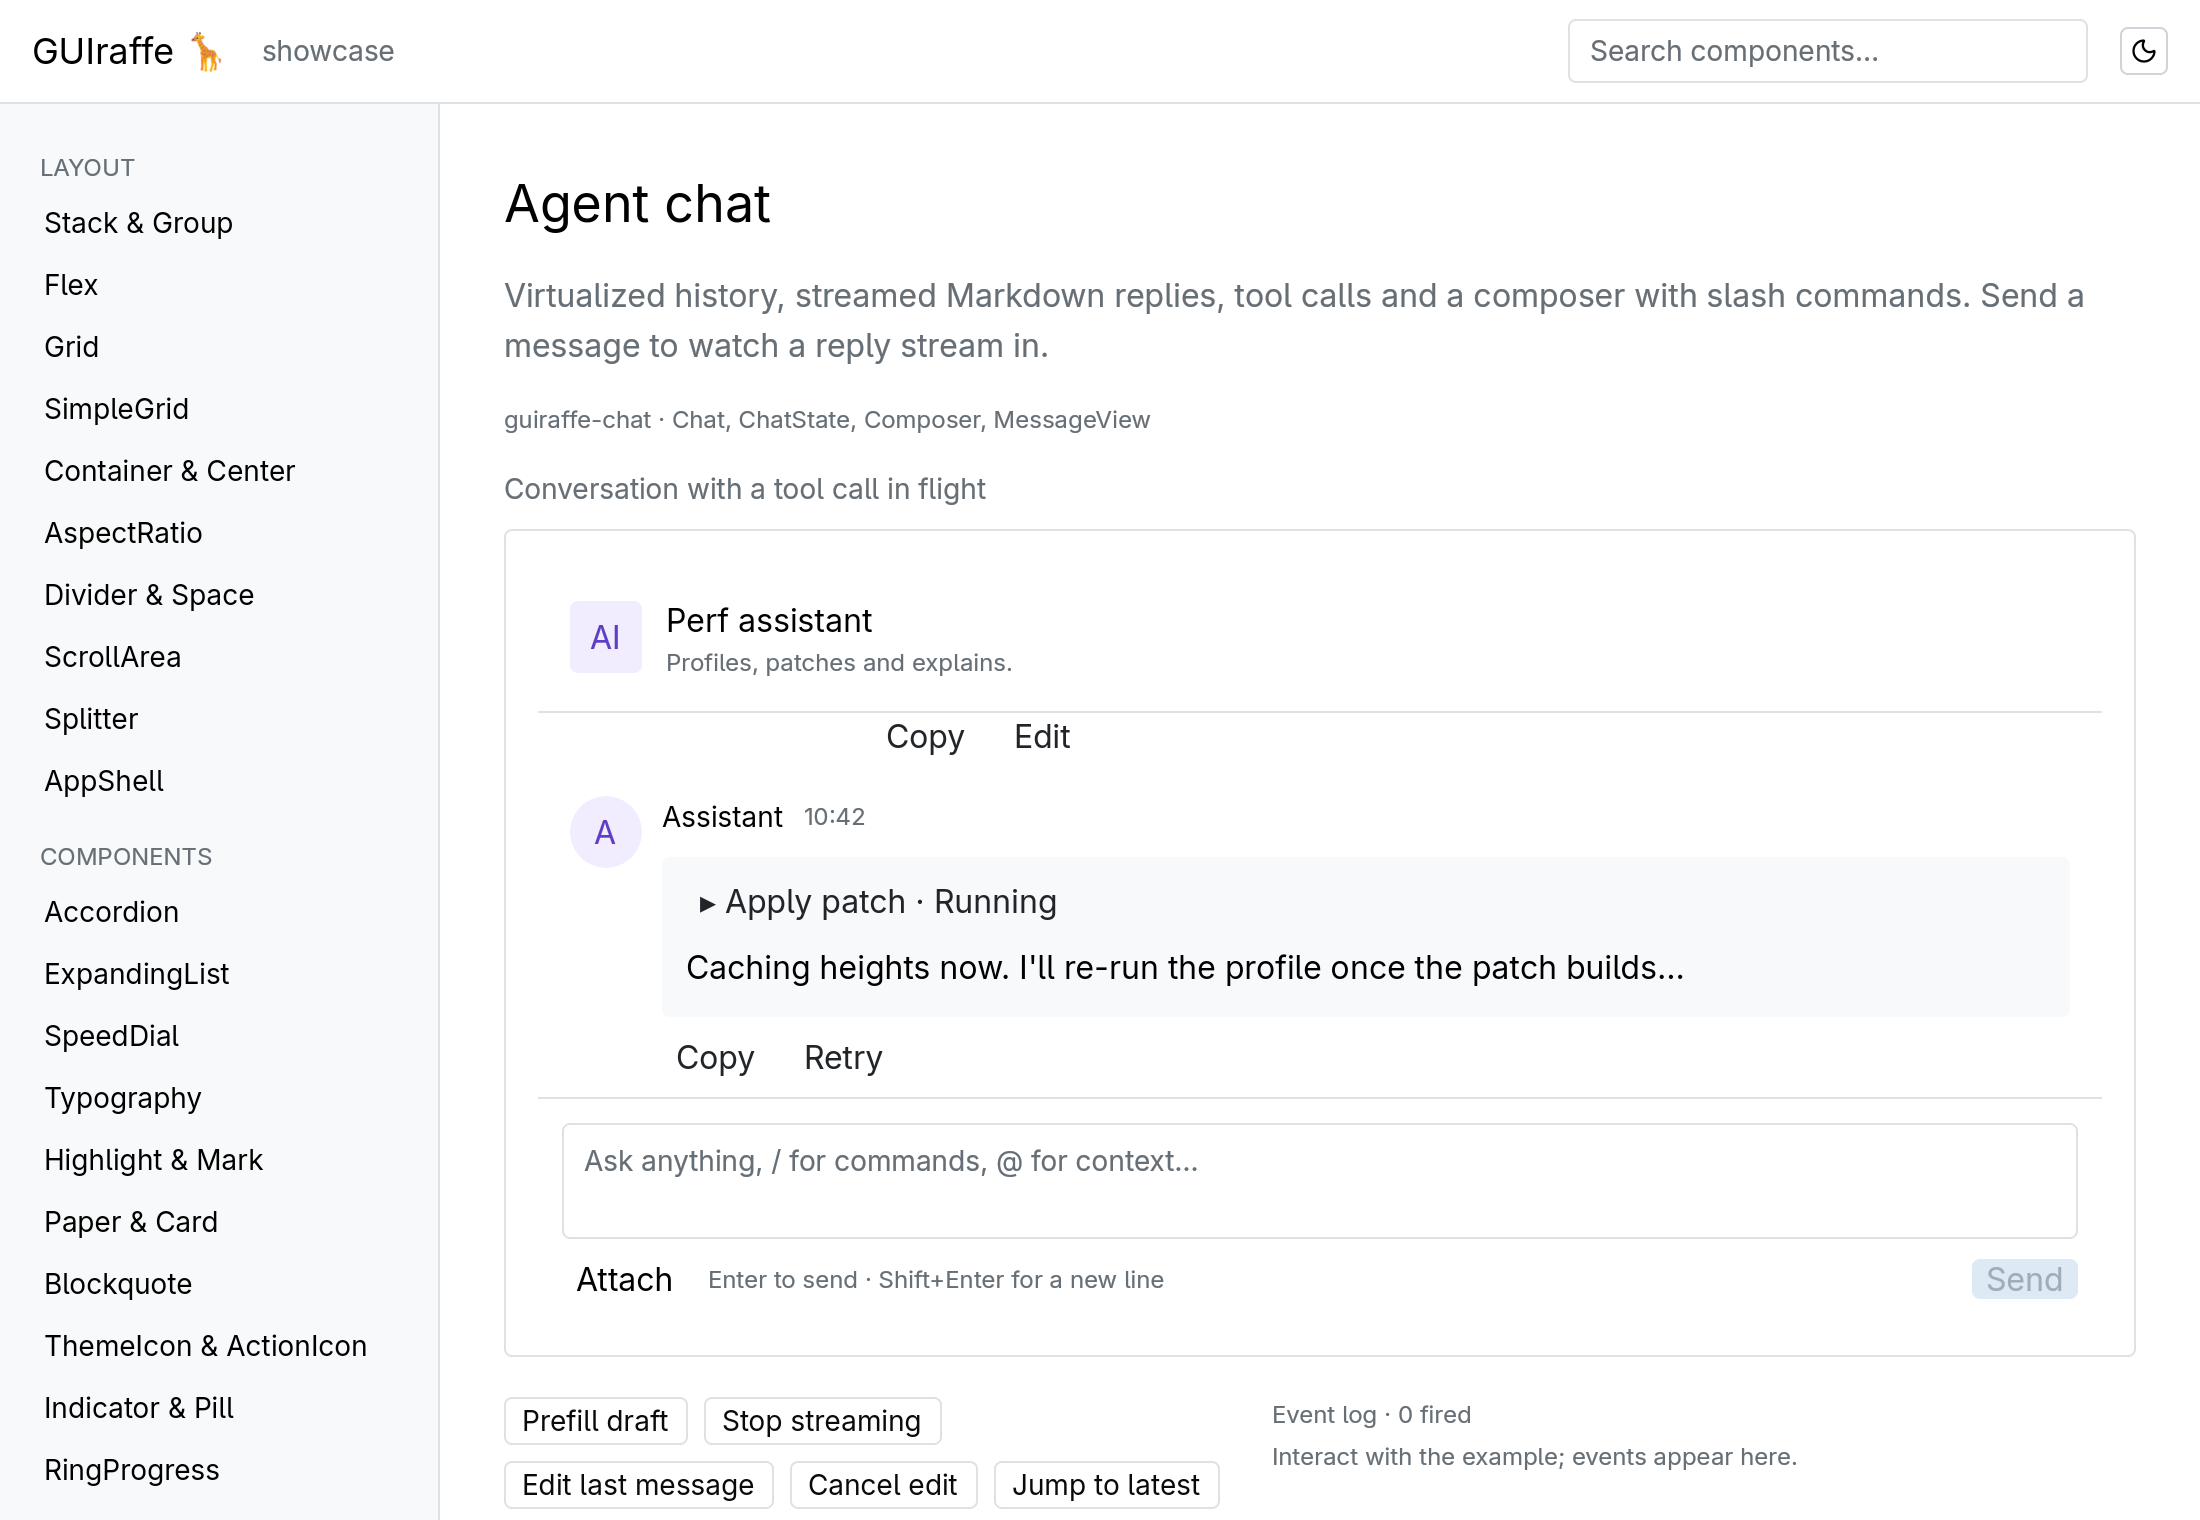 GUIraffe 🦒 showcase
Search components...
LAYOUT
Stack & Group
Flex
Grid
SimpleGrid
Container & Center
AspectRatio
Divider & Space
ScrollArea
Splitter
AppShell
COMPONENTS
Accordion
ExpandingList
SpeedDial
Typography
Highlight & Mark
Paper & Card
Blockquote
ThemeIcon & ActionIcon
Indicator & Pill
RingProgress
Agent chat
Virtualized history, streamed Markdown replies, tool calls and a composer with slash commands. Send a
message to watch a reply stream in.
guiraffe-chat · Chat, ChatState, Composer, MessageView
Conversation with a tool call in flight
AI
Perf assistant
Profiles, patches and explains.
Copy Edit
A
Assistant 10:42
▸ Apply patch · Running
Caching heights now. I'll re-run the profile once the patch builds...
Copy Retry
Ask anything, / for commands, @ for context...
Attach Enter to send · Shift+Enter for a new line Send
Prefill draft Stop streaming
Edit last message Cancel edit Jump to latest
Event log · 0 fired
Interact with the example; events appear here.